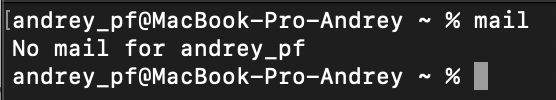 [andrey_pf@MacBook-Pro-Andrey ~ % mail
No mail for andrey_pf
andrey_pf@MacBook-Pro-Andrey ~ %